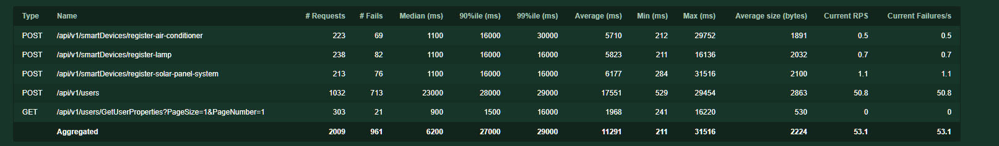 Type Name # Requests # Fails Median (ms) 90%ile (ms) 99%ile (ms) Average (ms) Min (ms) Max (ms) Average size (bytes) Current RPS Current Failures/s
POST /api/v1/smartDevices/register-air-conditioner 223 69 1100 16000 30000 5710 212 29752 1891 0.5 0.5
POST /api/v1/smartDevices/register-lamp 238 82 1100 16000 16000 5823 211 16136 2032 0.7 0.7
POST /api/v1/smartDevices/register-solar-panel-system 213 76 1100 16000 16000 6177 284 31516 2100 1.1 1.1
POST /api/v1/users 1032 713 23000 28000 29000 17551 529 29454 2863 50.8 50.8
GET /api/v1/users/GetUserProperties?PageSize=1&PageNumber=1 303 21 900 1500 16000 1968 241 16220 530 0 0
Aggregated 2009 961 6200 27000 29000 11291 211 31516 2224 53.1 53.1